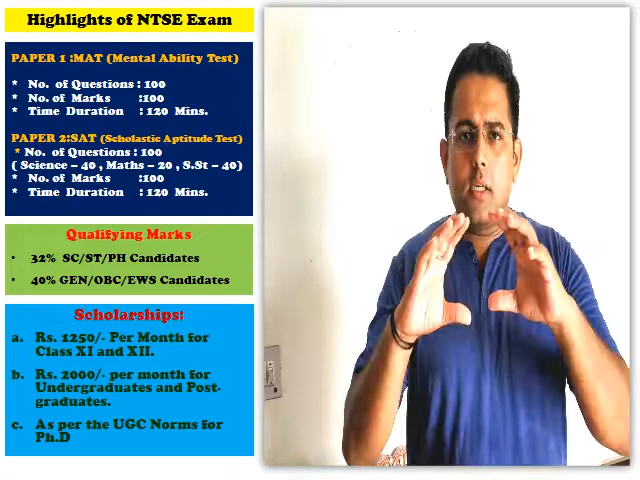 Highlights of NTSE Exam
PAPER 1 :MAT (Mental Ability Test)
* No. of Questions : 100
* No. of Marks :100
* Time Duration : 120 Mins.
PAPER 2:SAT (Scholastic Aptitude Test)
* No. of Questions : 100
( Science – 40 , Maths – 20 , S.St – 40)
* No. of Marks :100
* Time Duration : 120 Mins.
Qualifying Marks
• 32% SC/ST/PH Candidates
• 40% GEN/OBC/EWS Candidates
Scholarships:
a. Rs. 1250/- Per Month for
Class XI and XII.
b. Rs. 2000/- per month for
Undergraduates and Post-
graduates.
c. As per the UGC Norms for
Ph.D